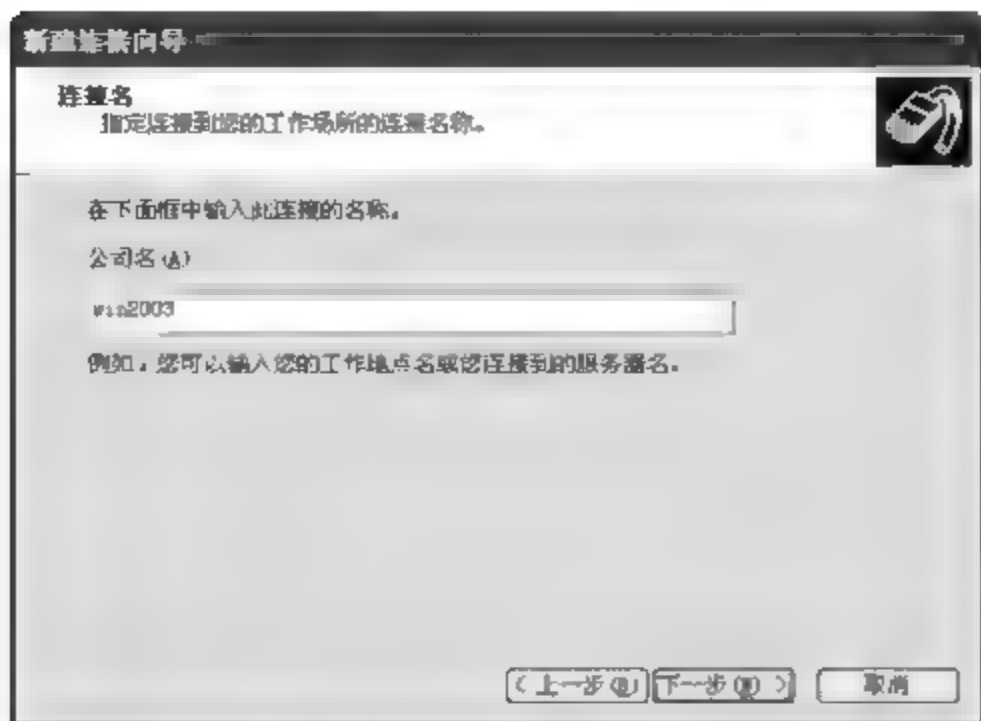 新建连接向导
连接名
指定连接到您的工作场所的连接名称。
在下面框中输入此连接的名称。
公司名(A)
win2003
例如，您可以输入您的工作地点名或您连接到的服务器名。
<上一步(B) 下一步(N)> 取消